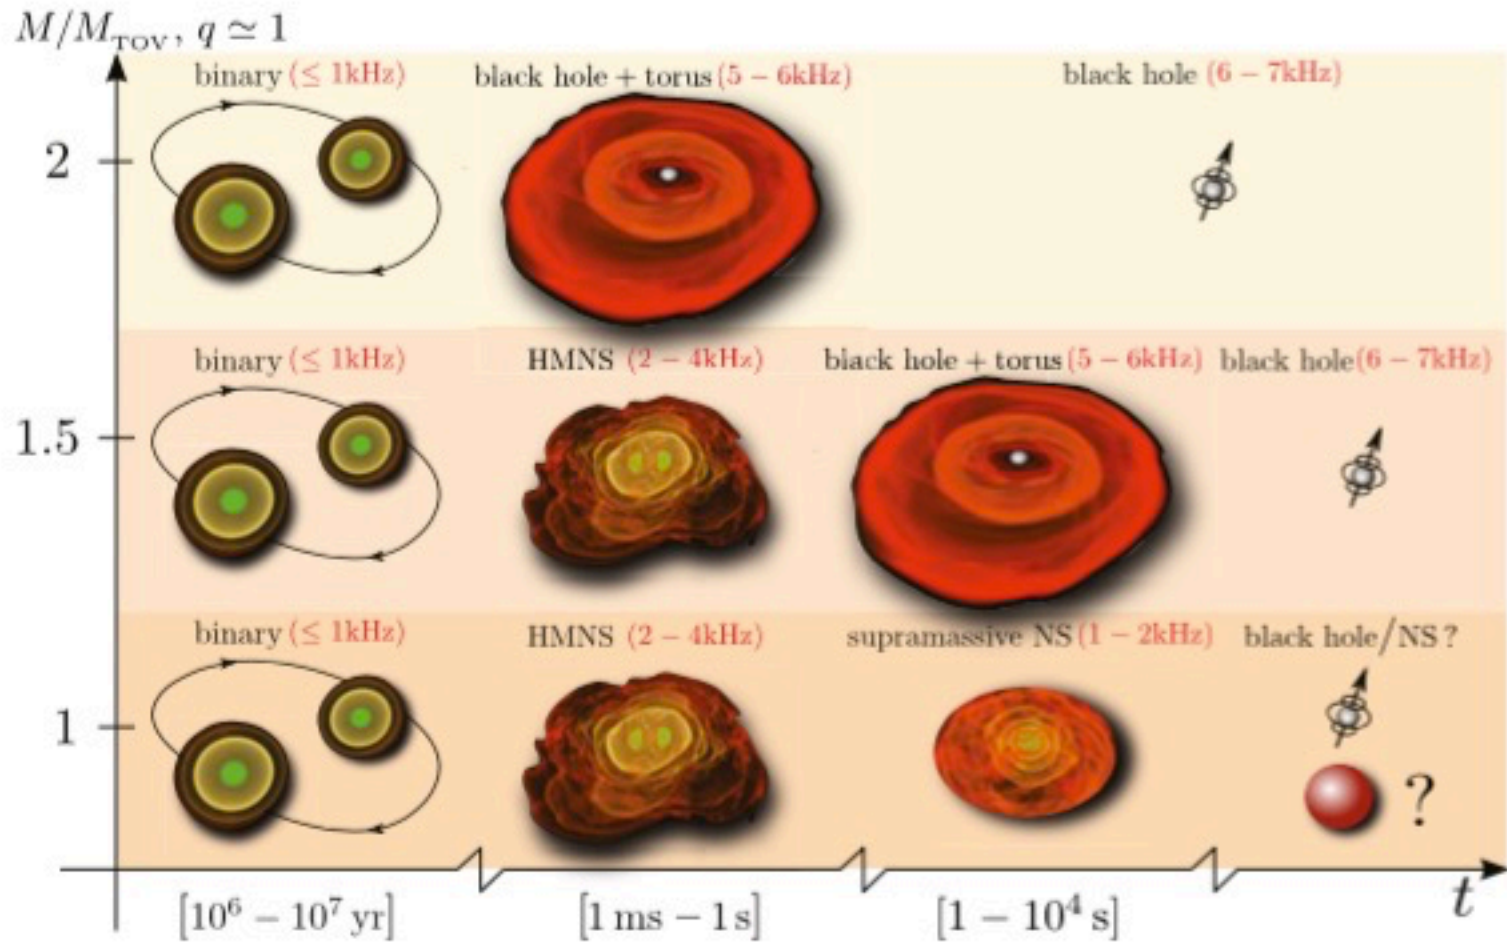 M/M_TOV, q ≃ 1
binary (≤ 1kHz) black hole + torus (5 – 6kHz) black hole (6 – 7kHz)
2
binary (≤ 1kHz) HMNS (2 – 4kHz) black hole + torus (5 – 6kHz) black hole (6 – 7kHz)
1.5
binary (≤ 1kHz) HMNS (2 – 4kHz) supramassive NS (1 – 2kHz) black hole/NS ?
1
?
[10⁶ – 10⁷ yr] [1 ms – 1 s] [1 – 10⁴ s] t